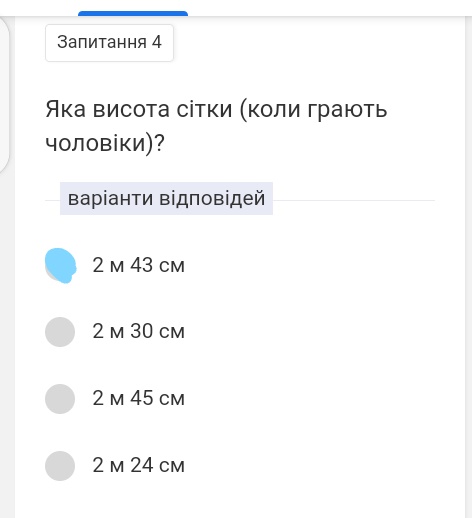 Запитання 4
Яка висота сітки (коли грають
чоловіки)?
варіанти відповідей
2 м 43 см
2 м 30 см
2 м 45 см
2 м 24 см